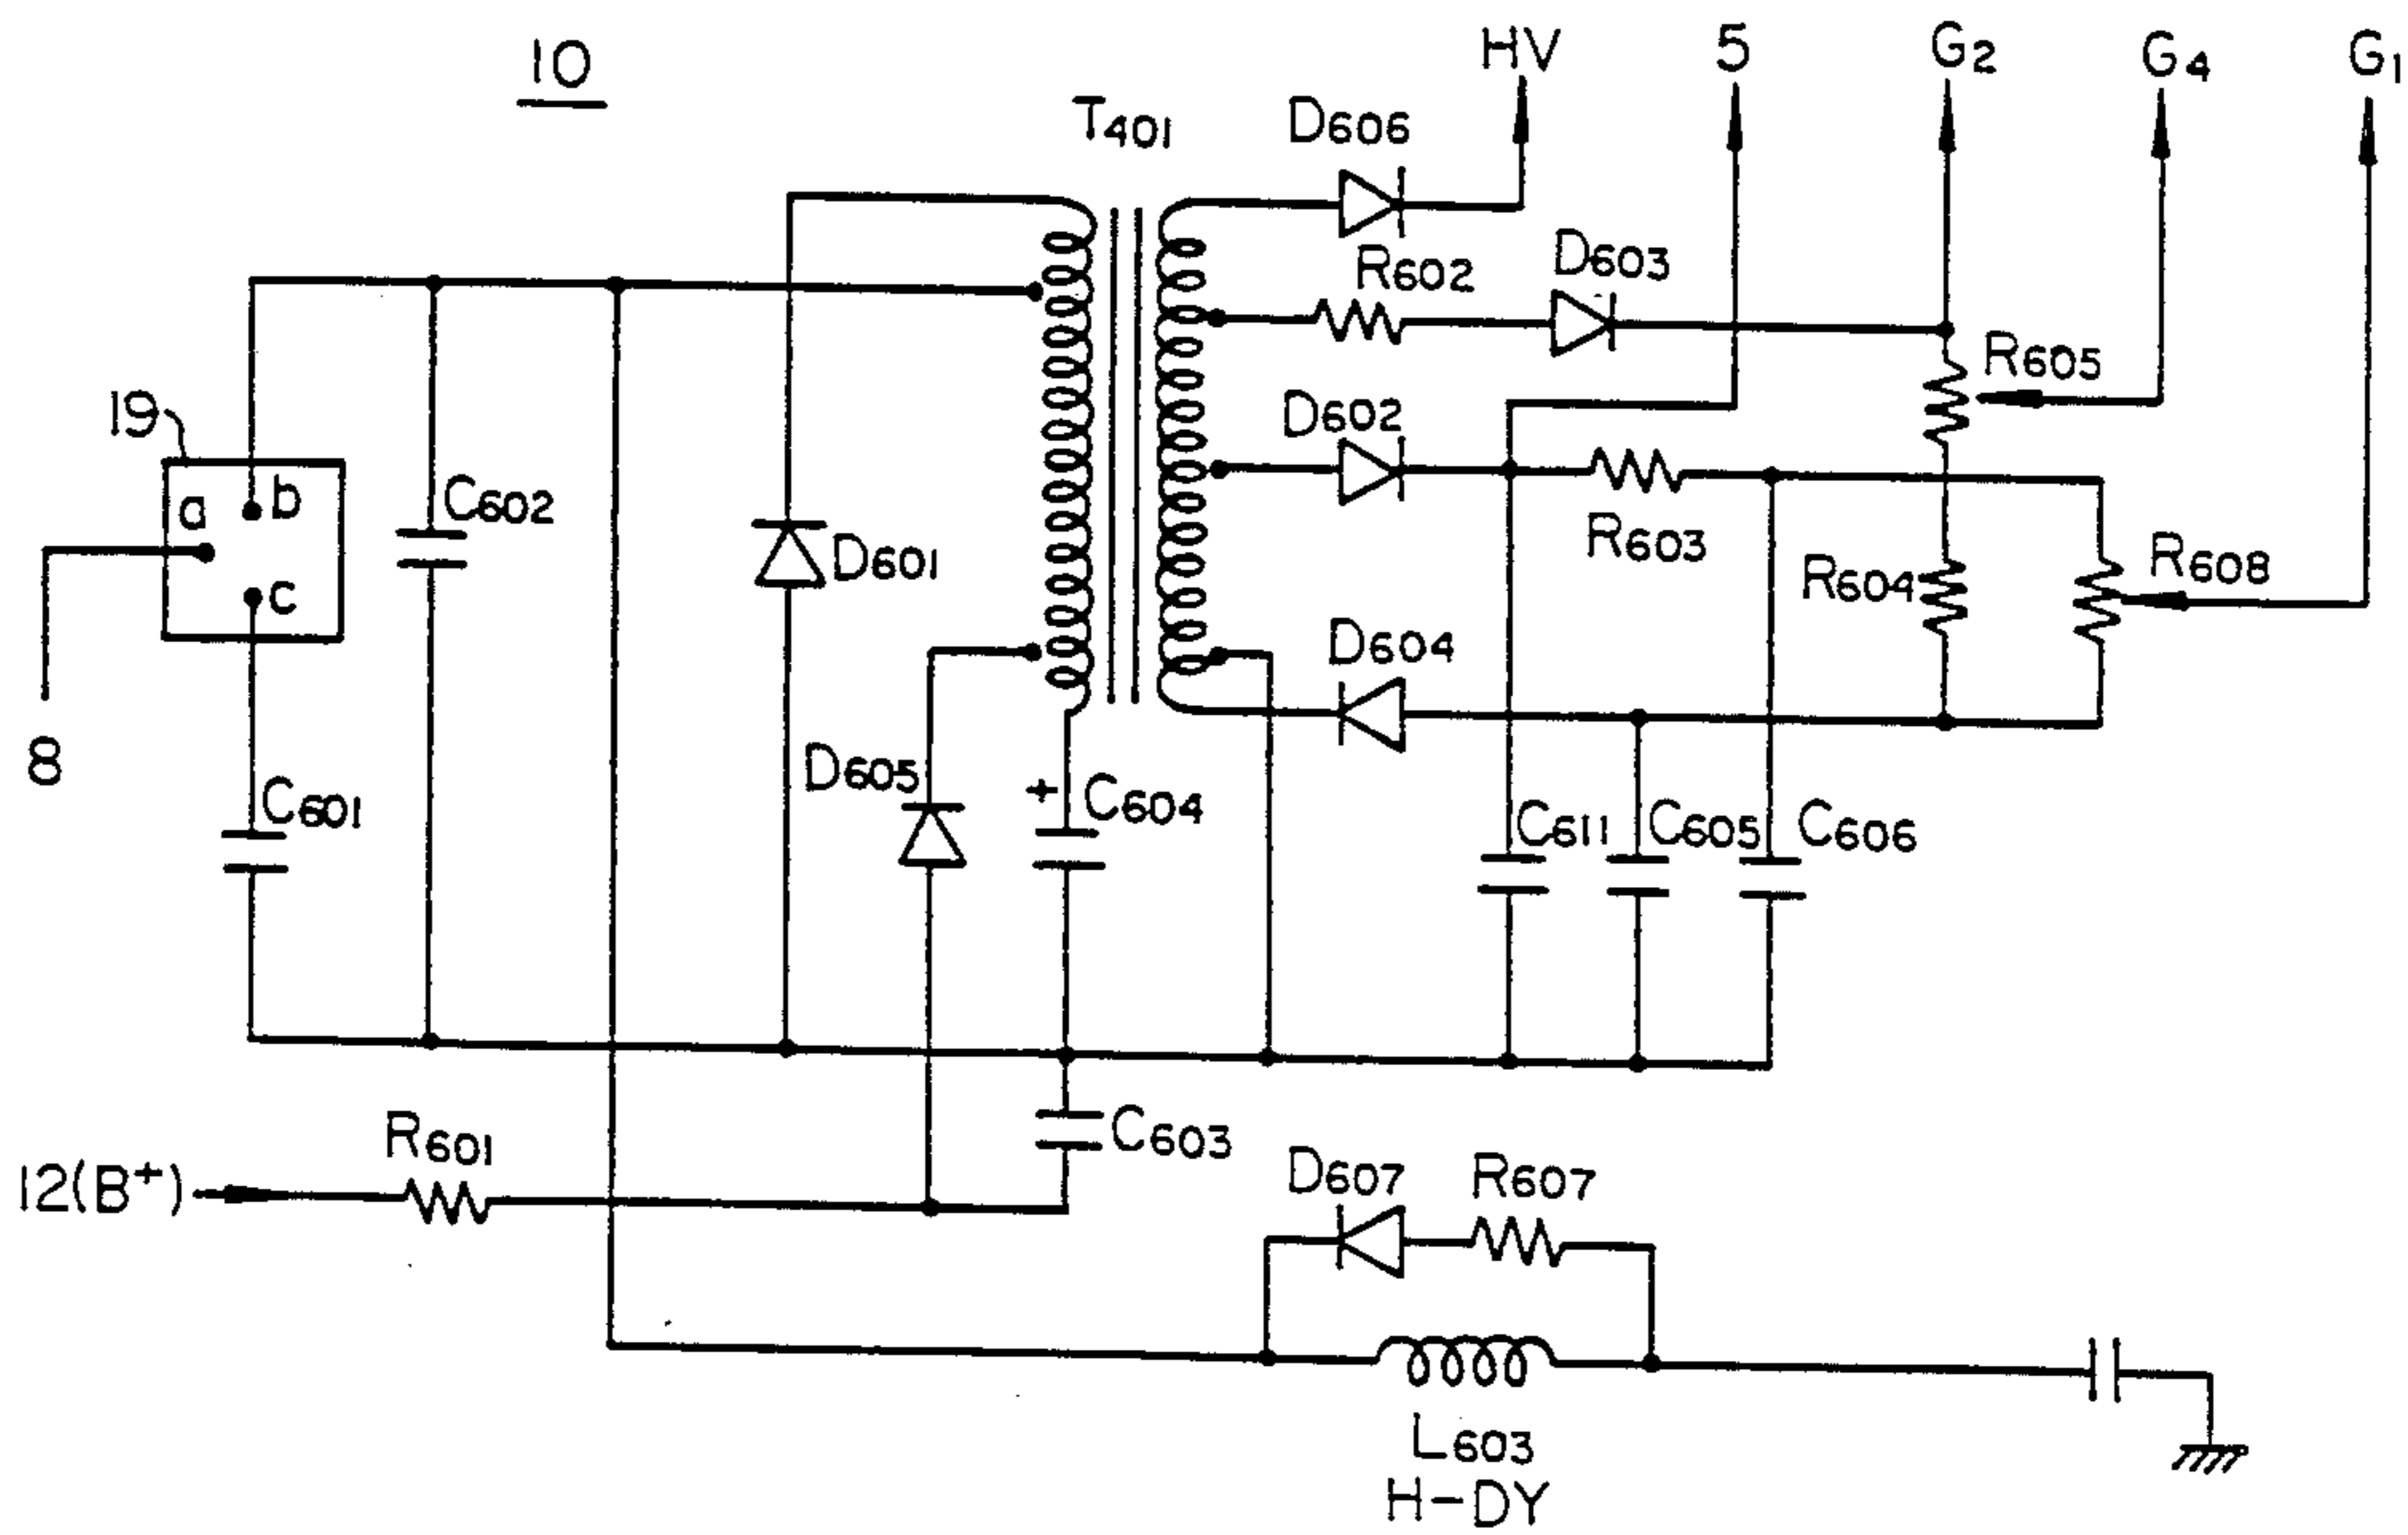 10
HV
5
G2
G4
G1
T401
D606
R602
D603
R605
19
D602
a
b
c
C602
D601
R603
R604
R608
D604
8
C601
D605
+
C604
C611
C605
C606
R601
12(B+)
C603
D607
R607
L603
H-DY